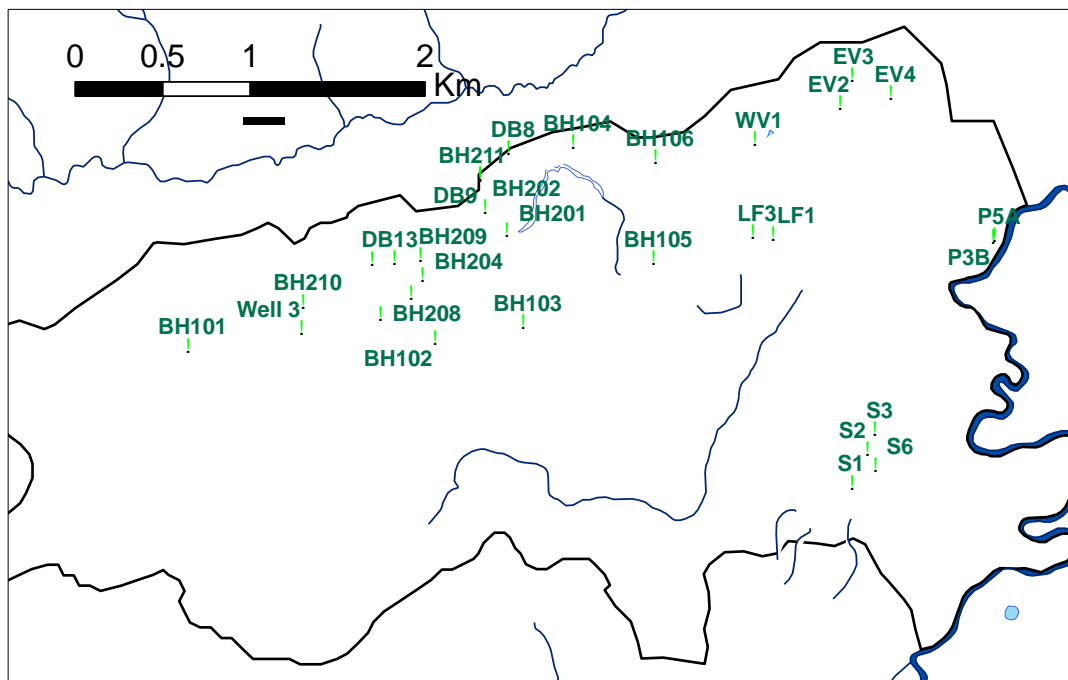 0 0.5 1 2
Km
EV3
EV2 EV4
WV1
DB8 BH104
BH106
BH211
DB9 BH202
BH201
LF3 LF1
P5A
DB13 BH209
BH204
BH105
P3B
BH210
Well 3
BH101
BH208
BH103
BH102
S3
S2
S6
S1